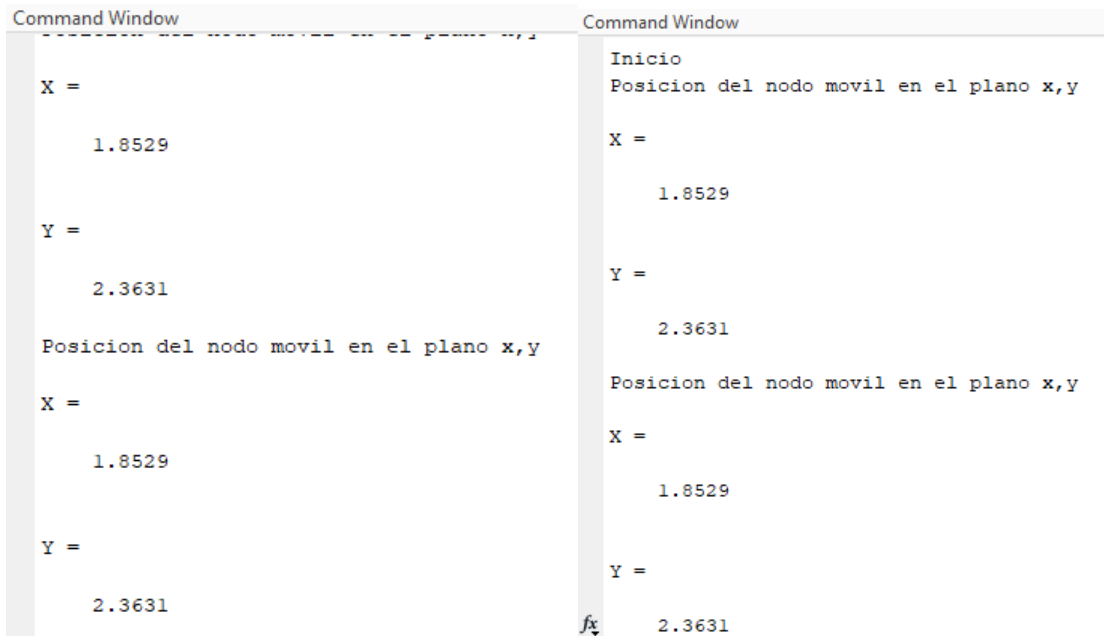 Command Window
X =
1.8529
Y =
2.3631
Posicion del nodo movil en el plano x,y
X =
1.8529
Y =
2.3631
Command Window
Inicio
Posicion del nodo movil en el plano x,y
X =
1.8529
Y =
2.3631
Posicion del nodo movil en el plano x,y
X =
1.8529
Y =
2.3631
fx